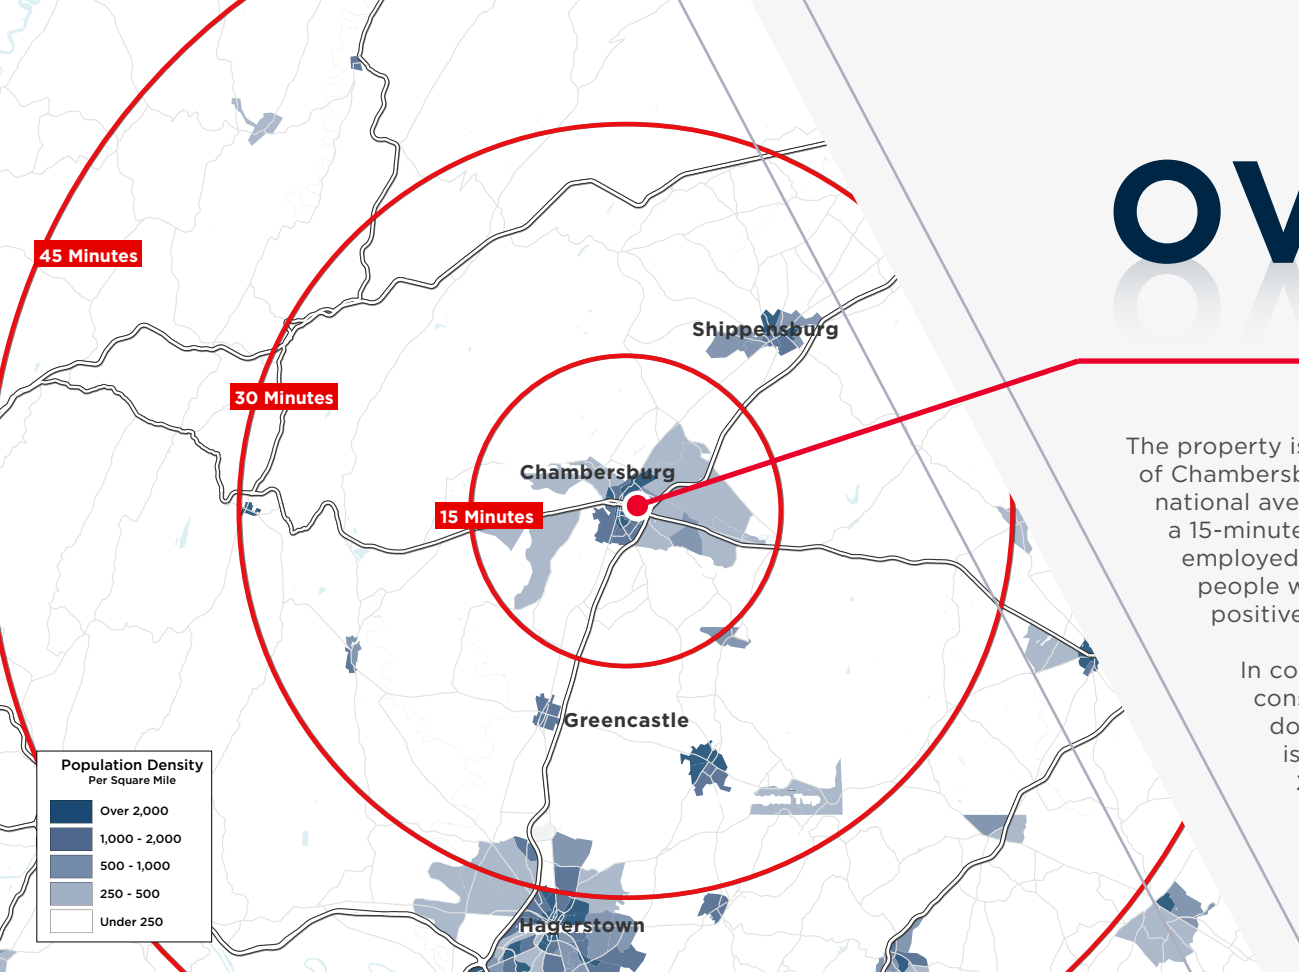 45 Minutes
30 Minutes
15 Minutes
Shippensburg
Chambersburg
Greencastle
Hagerstown
Population Density
Per Square Mile
Over 2,000
1,000 - 2,000
500 - 1,000
250 - 500
Under 250
OV
The property is
of Chambersb
national ave
a 15-minute
employed
people w
positive
In co
cons
do
is